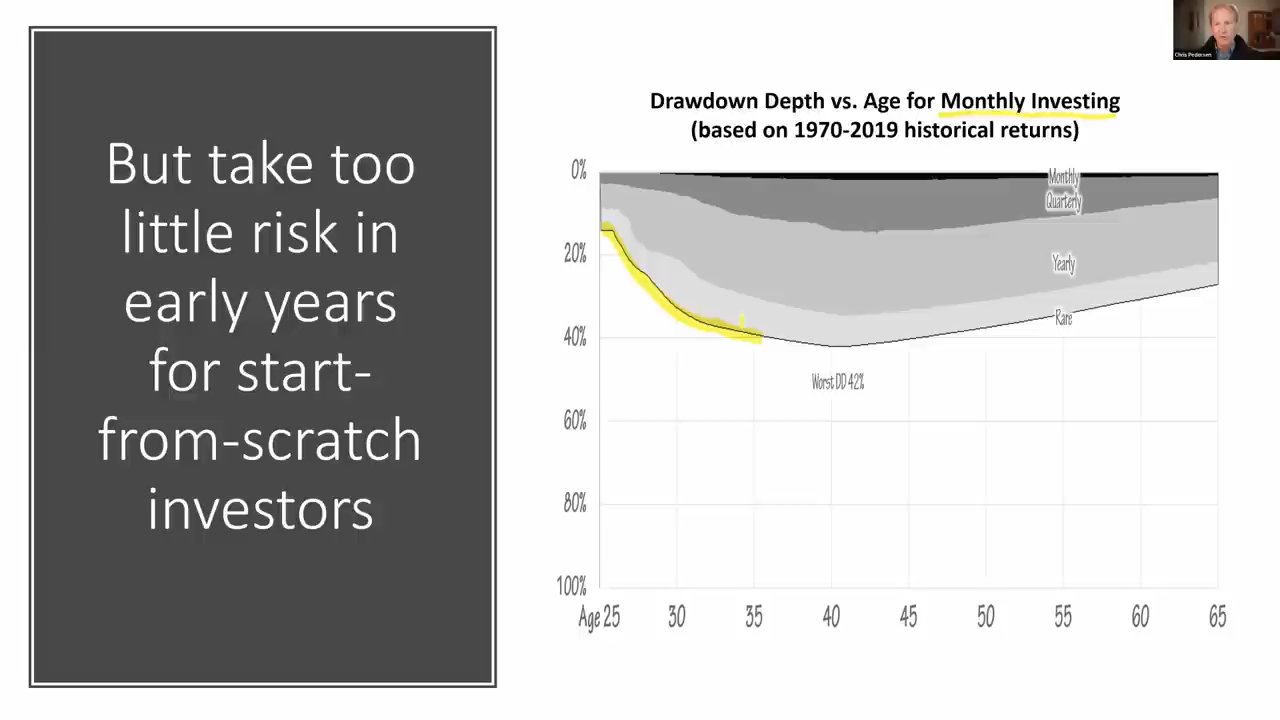 But take too
little risk in
early years
for start-
from-scratch
investors
Chris Pedersen
Drawdown Depth vs. Age for Monthly Investing
(based on 1970-2019 historical returns)
0%
20%
40%
60%
80%
100%
Monthly
Quarterly
Yearly
Rare
Worst DD 42%
Age 25
30
35
40
45
50
55
60
65